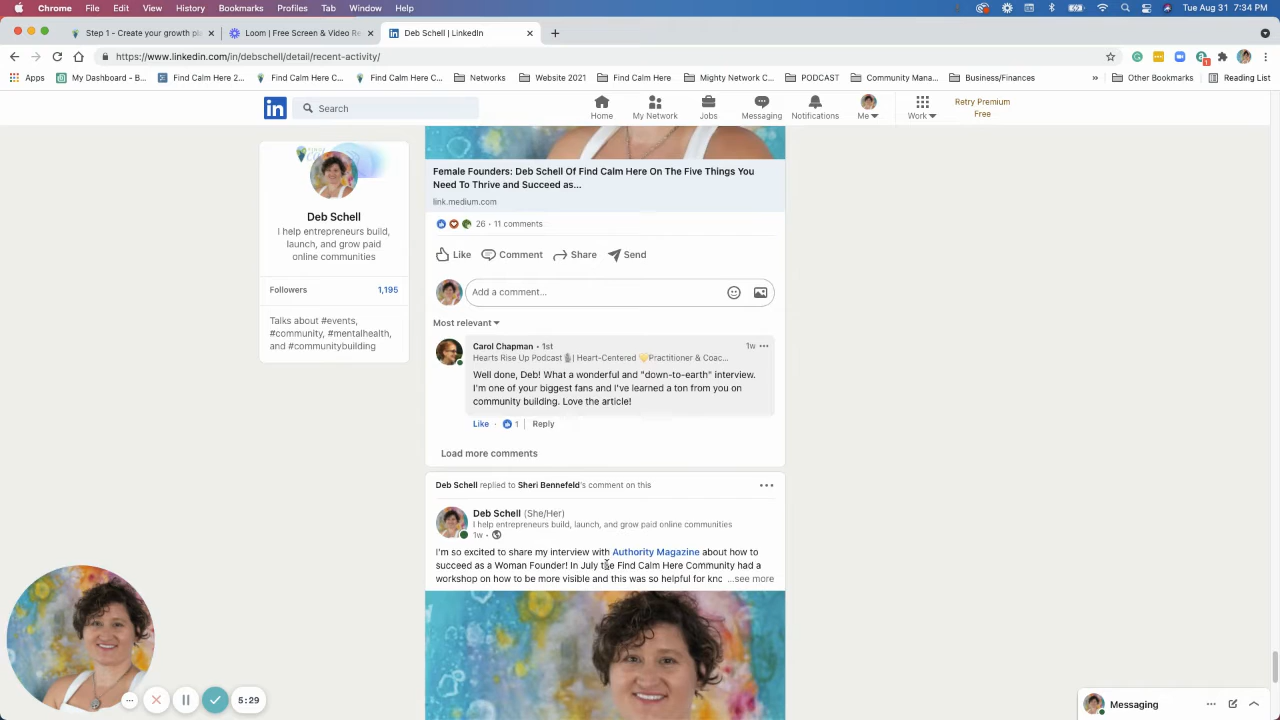 Chrome File Edit View History Bookmarks Profiles Tab Window Help Tue Aug 31 7:34 PM
Step 1 - Create your growth pl Loom | Free Screen & Video Re Deb Schell | LinkedIn
https://www.linkedin.com/in/debschell/detail/recent-activity/
Apps My Dashboard - B... Find Calm Here 2... Find Calm Here C... Find Calm Here C... Networks Website 2021 Find Calm Here Mighty Network C... PODCAST Community Mana... Business/Finances » Other Bookmarks Reading List
in Search
Home My Network Jobs Messaging Notifications Me Work Retry Premium Free
Deb Schell
I help entrepreneurs build,
launch, and grow paid
online communities
Followers 1,195
Talks about #events,
#community, #mentalhealth,
and #communitybuilding
Female Founders: Deb Schell Of Find Calm Here On The Five Things You
Need To Thrive and Succeed as...
link.medium.com
26 • 11 comments
Like Comment Share Send
Add a comment...
Most relevant
Carol Chapman • 1st 1w
Hearts Rise Up Podcast🎙️| Heart-Centered 💛Practitioner & Coac...
Well done, Deb! What a wonderful and "down-to-earth" interview.
I'm one of your biggest fans and I've learned a ton from you on
community building. Love the article!
Like · 1 | Reply
Load more comments
Deb Schell replied to Sheri Bennefeld's comment on this
Deb Schell (She/Her)
I help entrepreneurs build, launch, and grow paid online communities
1w •
I'm so excited to share my interview with Authority Magazine about how to
succeed as a Woman Founder! In July the Find Calm Here Community had a
workshop on how to be more visible and this was so helpful for knc ...see more
5:29
Messaging